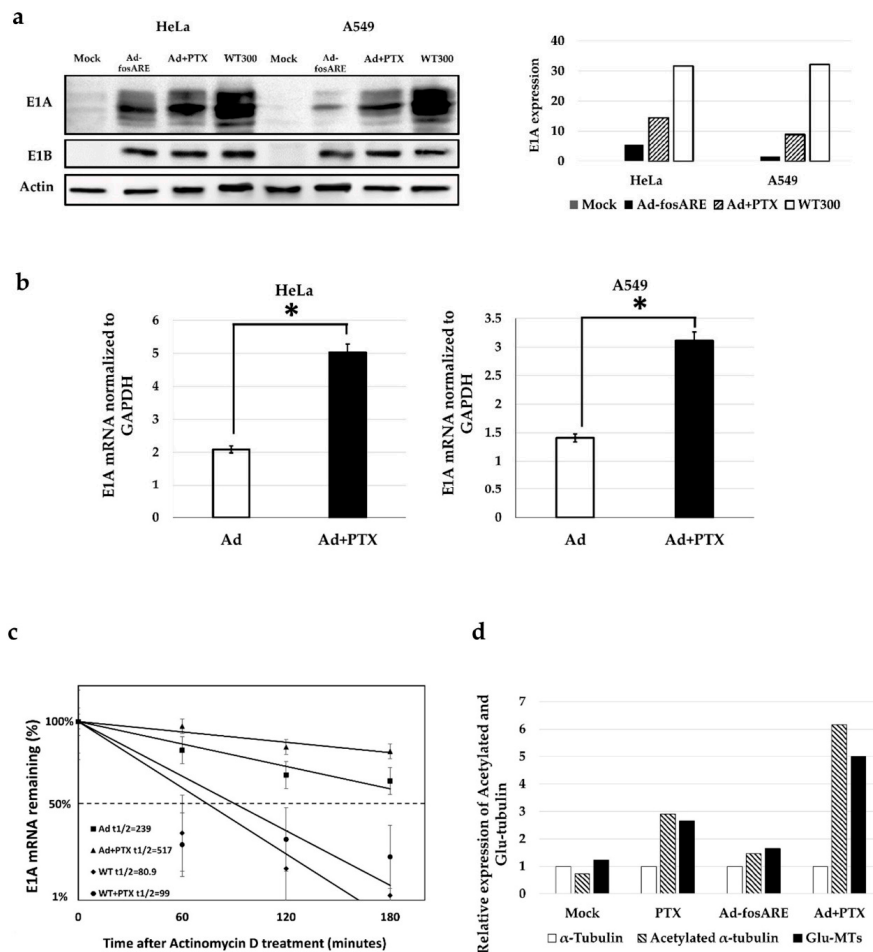 a
HeLa
A549
Mock Ad-fosARE Ad+PTX WT300 Mock Ad-fosARE Ad+PTX WT300
E1A
E1B
Actin
E1A expression
40
30
20
10
0
HeLa A549
Mock Ad-fosARE Ad+PTX WT300
b
HeLa
E1A mRNA normalized to
GAPDH
6
5
4
3
2
1
0
*
Ad Ad+PTX
A549
E1A mRNA normalized to
GAPDH
3.5
3
2.5
2
1.5
1
0.5
0
*
Ad Ad+PTX
c
E1A mRNA remaining (%)
100%
50%
1%
Ad t1/2=239
Ad+PTX t1/2=517
WT t1/2=80.9
WT+PTX t1/2=99
0 60 120 180
Time after Actinomycin D treatment (minutes)
d
Relative expression of Acetylated and
Glu-tubulin
7
6
5
4
3
2
1
0
Mock PTX Ad-fosARE Ad+PTX
α-Tubulin Acetylated α-tubulin Glu-MTs